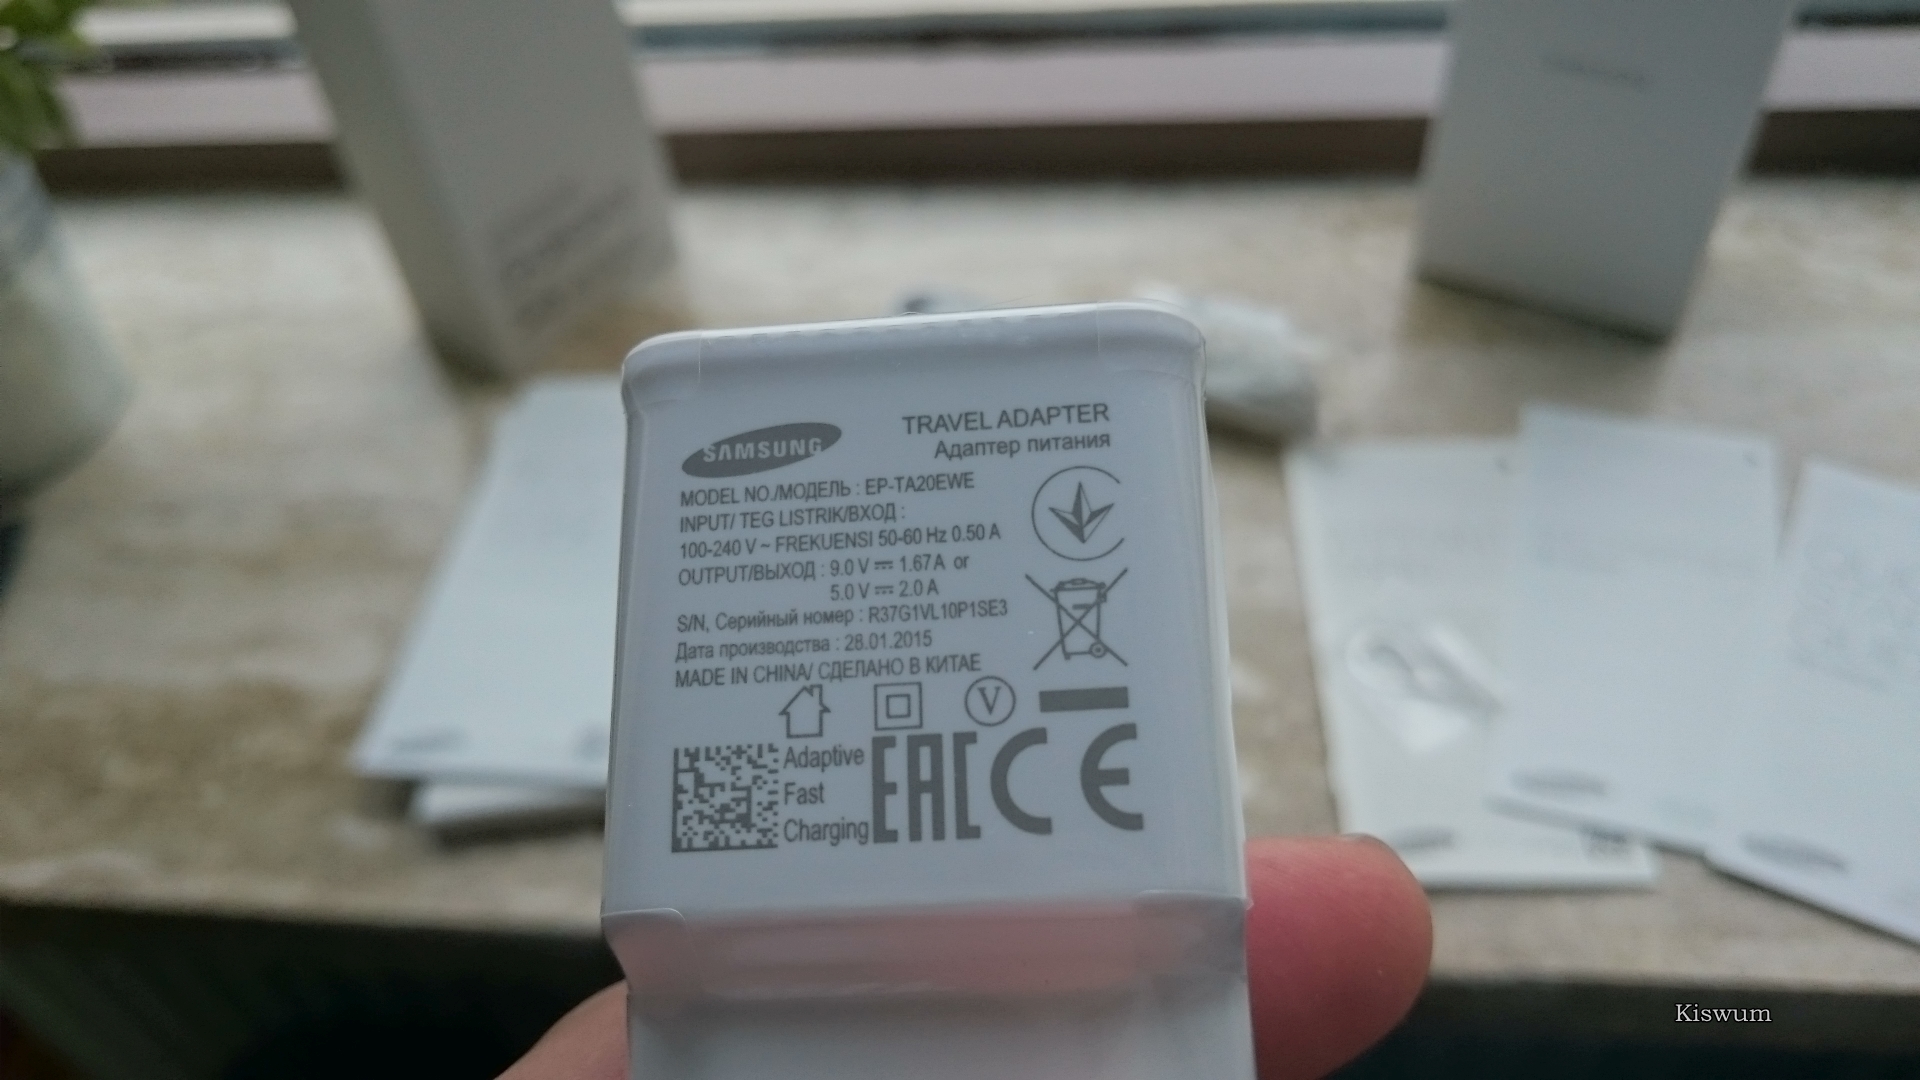 SAMSUNG
TRAVEL ADAPTER
Адаптер питания
MODEL NO./МОДЕЛЬ : EP-TA20EWE
INPUT/ TEG LISTRIK/ВХОД :
100-240 V ~ FREKUENSI 50-60 Hz 0.50 A
OUTPUT/ВЫХОД : 9.0 V ⎓ 1.67 A or
5.0 V ⎓ 2.0 A
S/N, Серийный номер : R37G1VL10P1SE3
Дата производства : 28.01.2015
MADE IN CHINA/ СДЕЛАНО В КИТАЕ
V
Adaptive
Fast
Charging
EAC CE
Kiswum